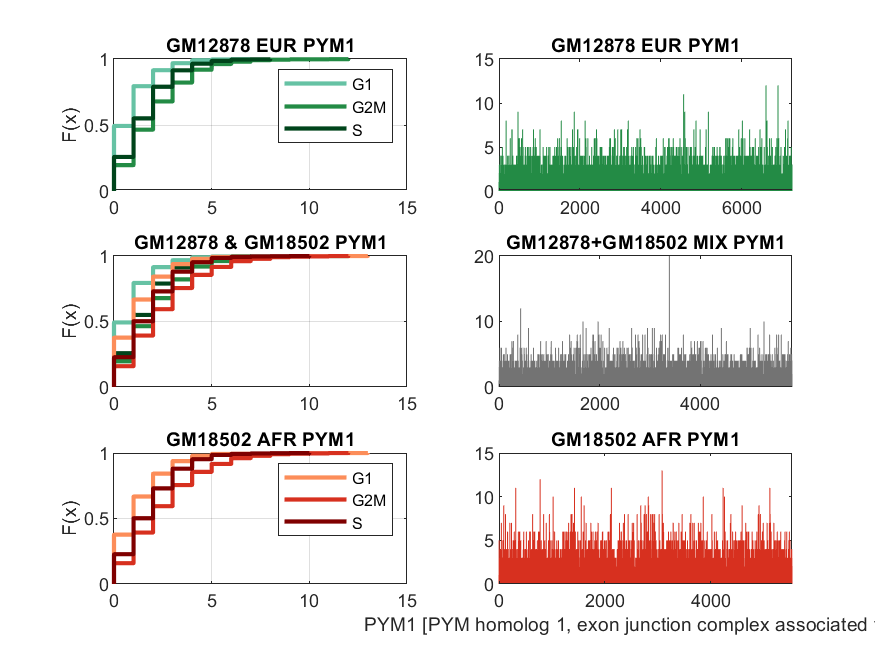 GM12878 EUR PYM1
F(x)
1
0.5
0
0 5 10 15
G1
G2M
S
GM12878 EUR PYM1
15
10
5
0
0 2000 4000 6000
GM12878 & GM18502 PYM1
F(x)
1
0.5
0
0 5 10 15
GM12878+GM18502 MIX PYM1
20
10
0
0 2000 4000
GM18502 AFR PYM1
F(x)
1
0.5
0
0 5 10 15
G1
G2M
S
GM18502 AFR PYM1
15
10
5
0
0 2000 4000
PYM1 [PYM homolog 1, exon junction complex associated